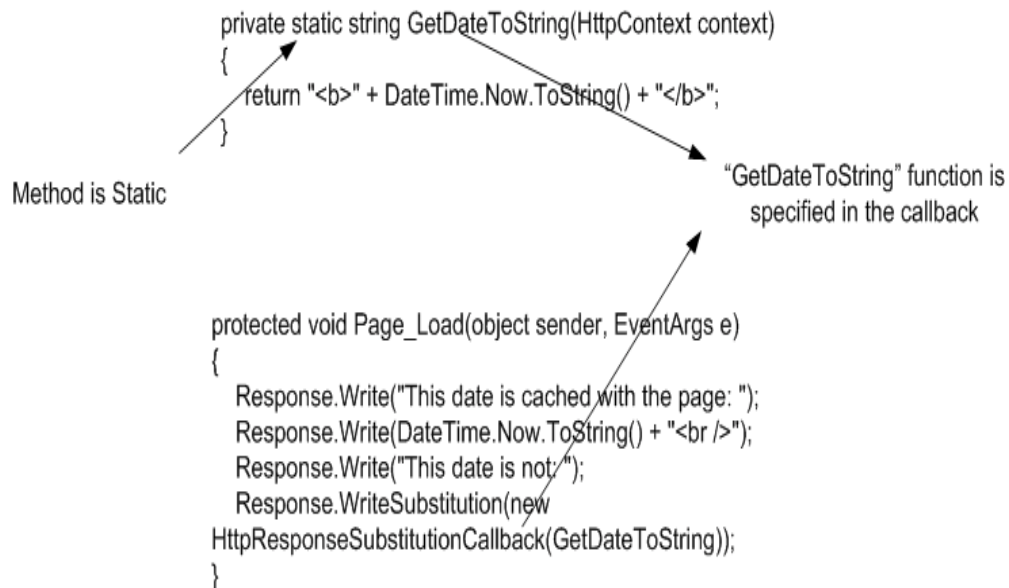 private static string GetDateToString(HttpContext context)
{
return "<b>" + DateTime.Now.ToString() + "</b>";
}
Method is Static
“GetDateToString” function is
specified in the callback
protected void Page_Load(object sender, EventArgs e)
{
Response.Write("This date is cached with the page: ");
Response.Write(DateTime.Now.ToString() + "<br />");
Response.Write("This date is not: ");
Response.WriteSubstitution(new
HttpResponseSubstitutionCallback(GetDateToString));
}